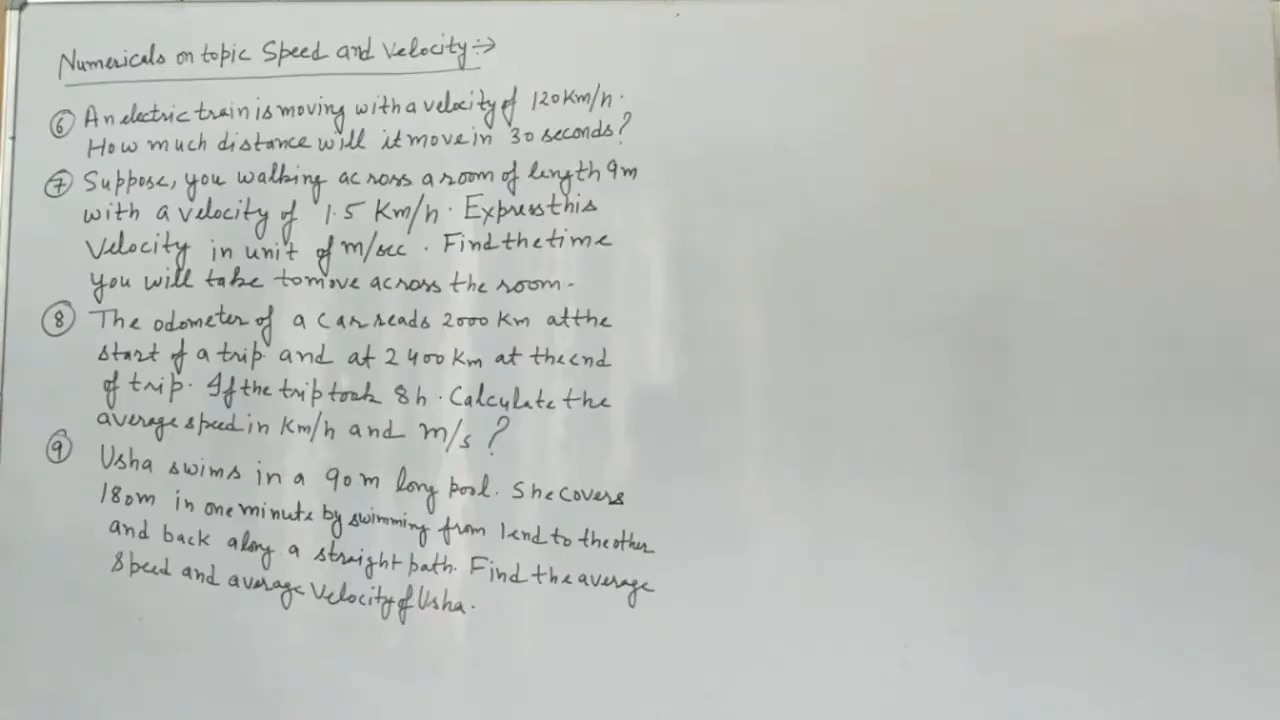 Numericals on topic Speed and Velocity :→
⑥ An electric train is moving with a velocity of 120 Km/h.
How much distance will it move in 30 seconds?
⑦ Suppose, you walking across a room of length 9m
with a velocity of 1.5 Km/h. Express this
Velocity in unit of m/sec. Find the time
you will take to move across the room.
⑧ The odometer of a car reads 2000 Km at the
start of a trip and at 2400 Km at the end
of trip. If the trip took 8h. Calculate the
average speed in Km/h and m/s ?
⑨ Usha swims in a 90m long pool. She covers
180m in one minute by swimming from 1 end to the other
and back along a straight path. Find the average
Speed and average Velocity of Usha.